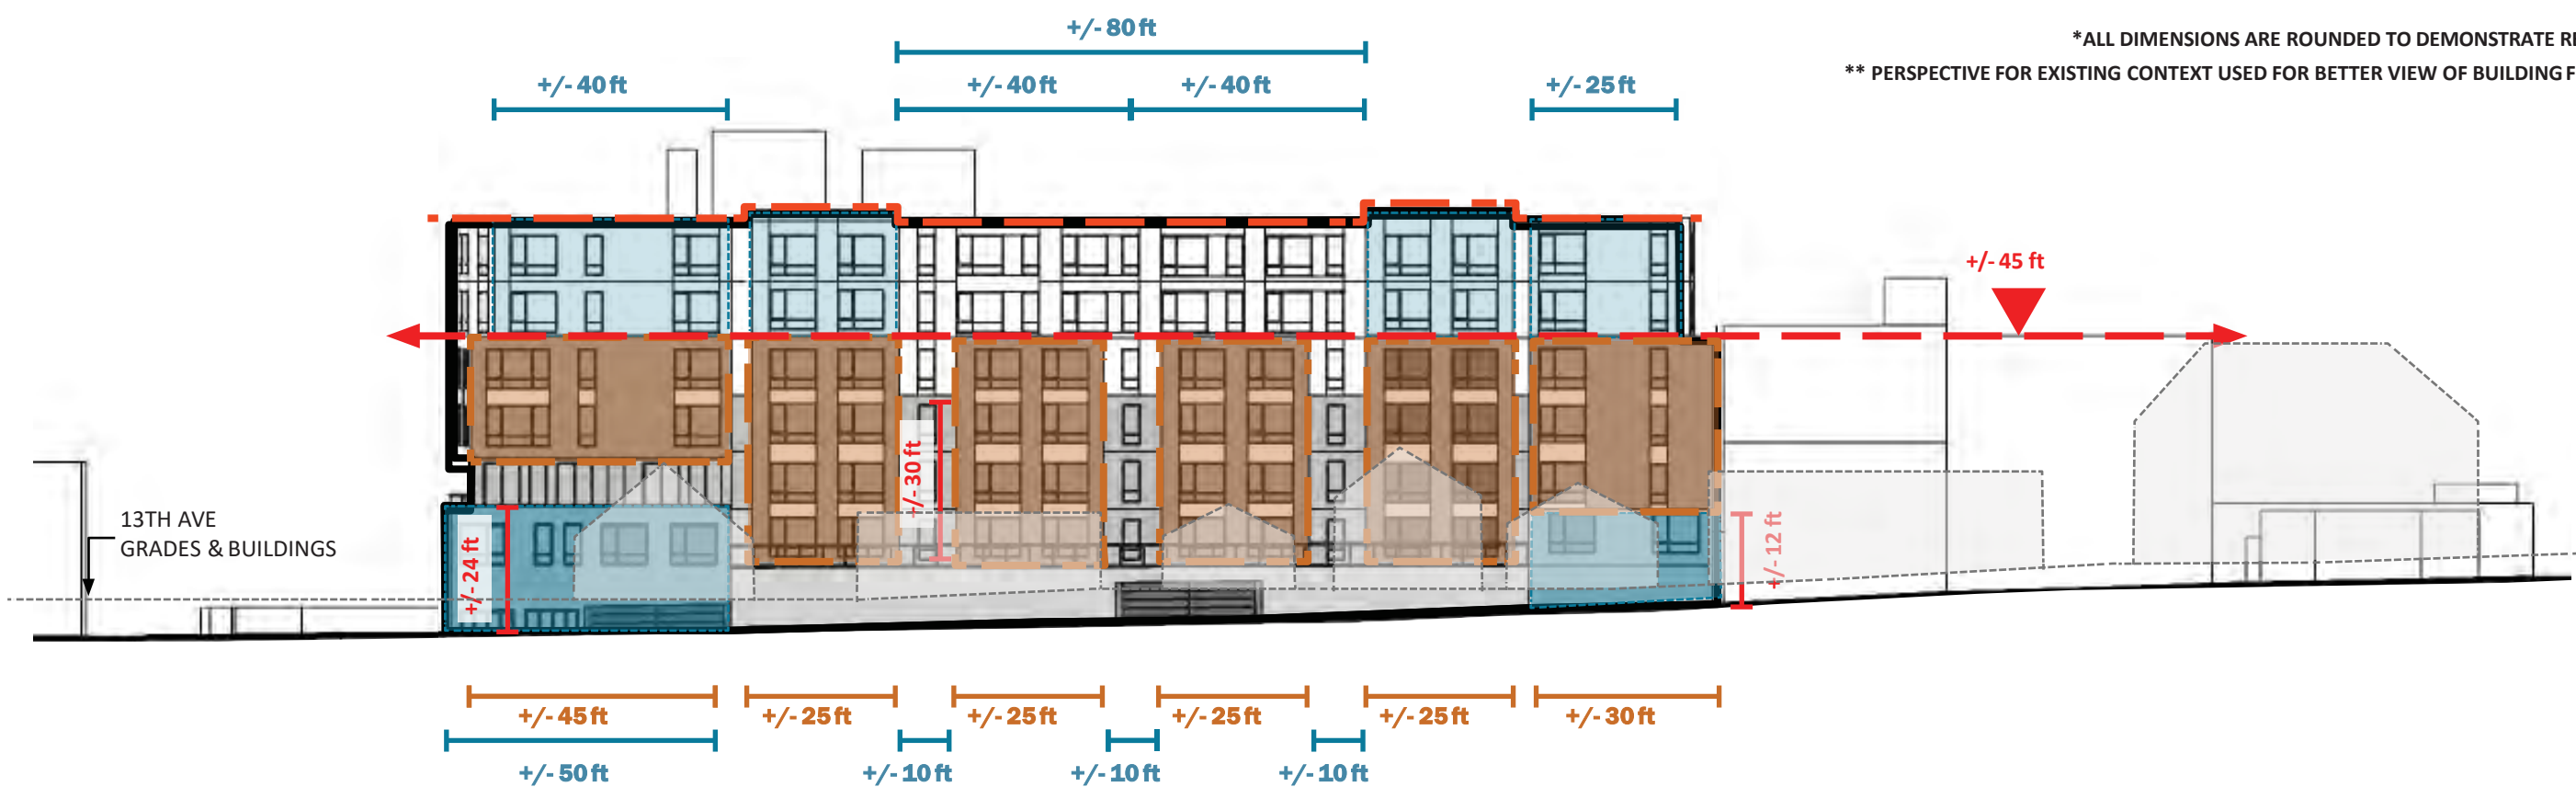 +/- 80 ft
*ALL DIMENSIONS ARE ROUNDED TO DEMONSTRATE
** PERSPECTIVE FOR EXISTING CONTEXT USED FOR BETTER VIEW OF BUILDING
+/- 40 ft
+/- 40 ft
+/- 40 ft
+/- 25 ft
+/- 45 ft
+/- 30 ft
13TH AVE
GRADES & BUILDINGS
+/- 24 ft
+/- 12 ft
+/- 45 ft
+/- 25 ft
+/- 25 ft
+/- 25 ft
+/- 25 ft
+/- 30 ft
+/- 50 ft
+/- 10 ft
+/- 10 ft
+/- 10 ft